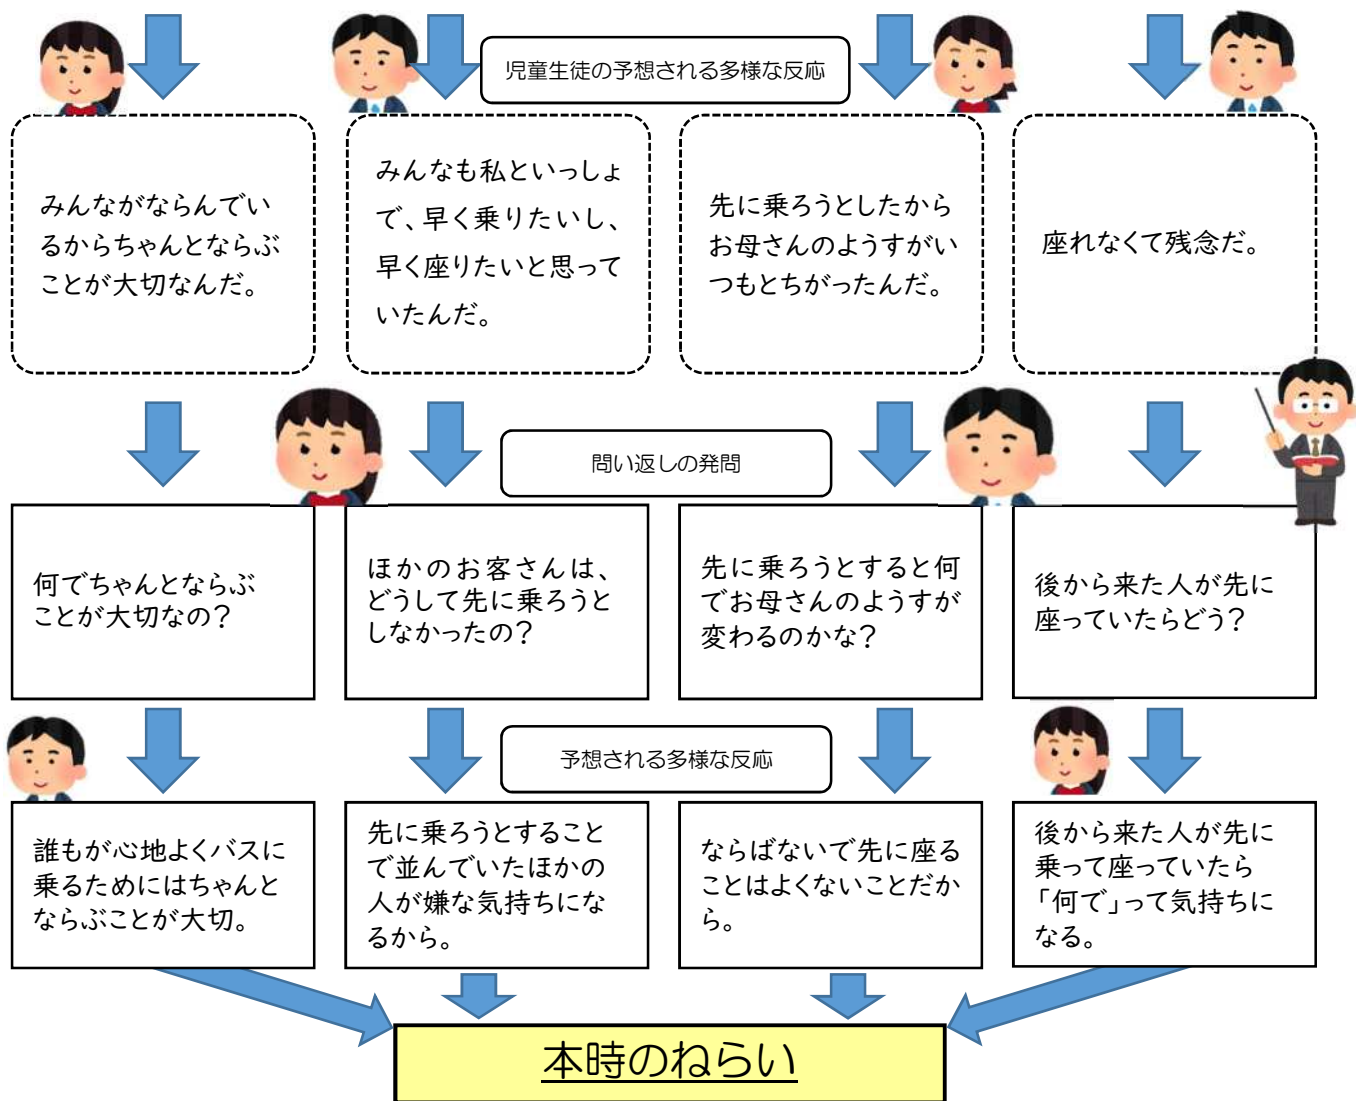 児童生徒の予想される多様な反応
みんながならんでい
るからちゃんとならぶ
ことが大切なんだ。
みんなも私といっしょ
で、早く乗りたいし、
早く座りたいと思って
いたんだ。
先に乗ろうとしたから
お母さんのようすがい
つもとちがったんだ。
座れなくて残念だ。
問い返しの発問
何でちゃんとならぶ
ことが大切なの？
ほかのお客さんは、
どうして先に乗ろうと
しなかったの？
先に乗ろうとすると何
でお母さんのようすが
変わるのかな？
後から来た人が先に
座っていたらどう？
予想される多様な反応
誰もが心地よくバスに
乗るためにはちゃんと
ならぶことが大切。
先に乗ろうとすること
で並んでいたほかの
人が嫌な気持ちにな
るから。
ならばないで先に座る
ことはよくないことだか
ら。
後から来た人が先に
乗って座っていたら
「何で」って気持ちに
なる。
本時のねらい